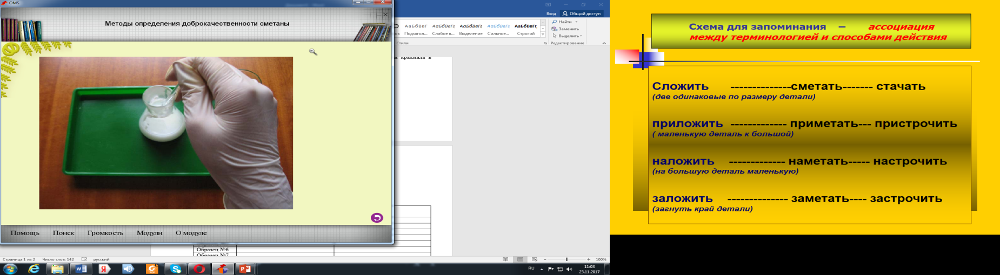 OMS
Методы определения доброкачественности сметаны
Помощь Поиск Громкость Модули О модуле
Вход Общий доступ
АаБбВвГ АаБбВвГг АаБбВвГг АаБбВвГг АаБбВвГг,
Подзагол... Слабое в... Выделение Сильное... Строгий
Стили
Найти
Заменить
Выделить
Редактирование
крахмала в
Образец №6
Образец №7
Страница 1 из 2 Число слов: 142 русский
100%
RU
11:03
23.11.2017
Схема для запоминания – ассоциация
между терминологией и способами действия
Сложить --------------сметать------- стачать
(две одинаковые по размеру детали)
приложить ------------- приметать--- пристрочить
( маленькую деталь к большой)
наложить ------------- наметать----- настрочить
(на большую деталь маленькую)
заложить -------------- заметать---- застрочить
(загнуть край детали)